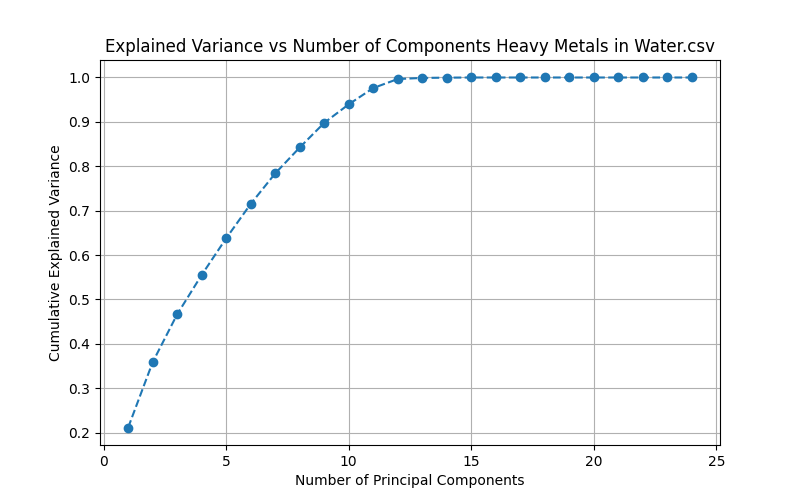 Explained Variance vs Number of Components Heavy Metals in Water.csv
1.0
0.9
0.8
0.7
0.6
0.5
0.4
0.3
0.2
Cumulative Explained Variance
0 5 10 15 20 25
Number of Principal Components